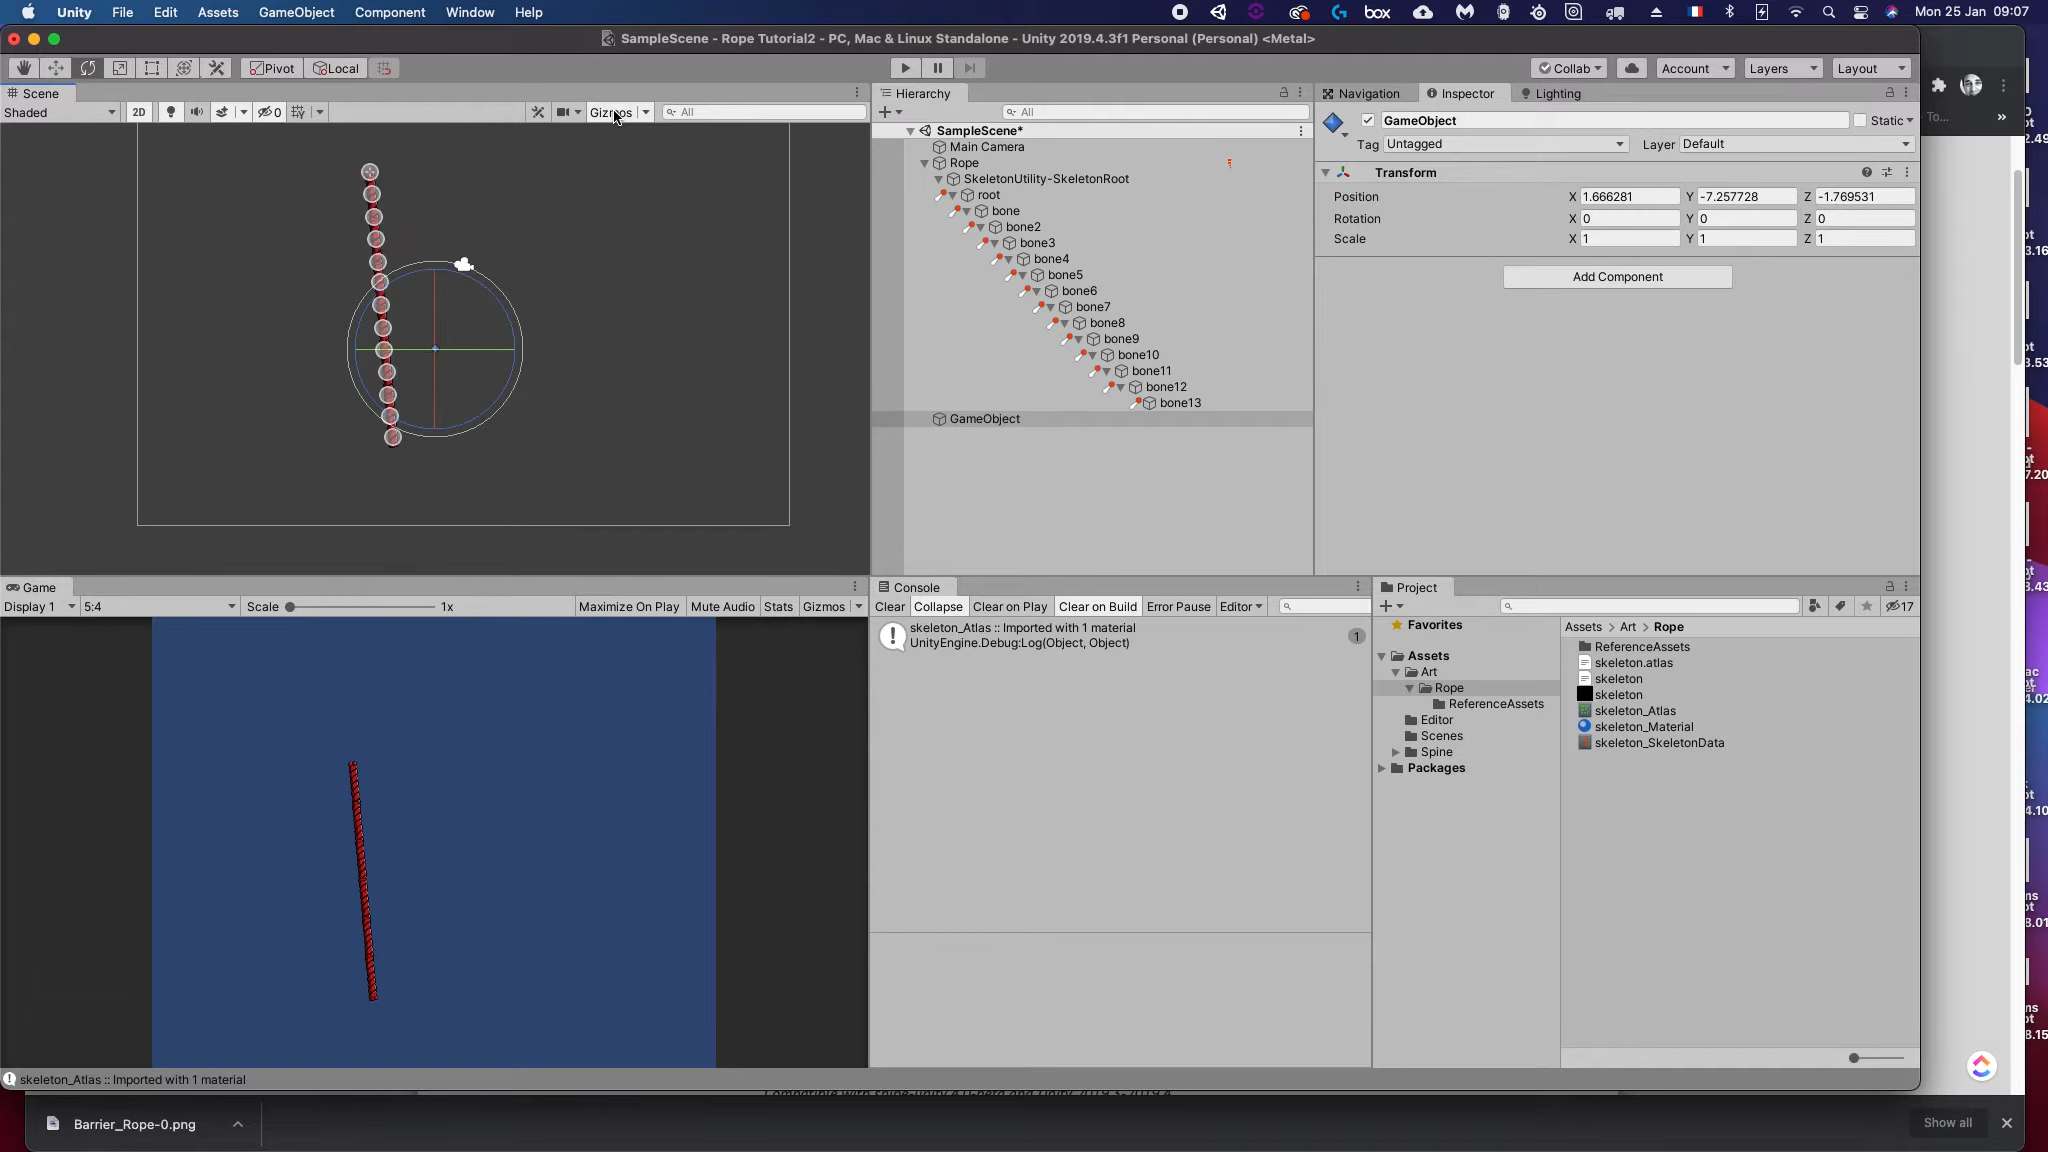 Unity File Edit Assets GameObject Component Window Help
box
Mon 25 Jan 09:07
SampleScene - Rope Tutorial2 - PC, Mac & Linux Standalone - Unity 2019.4.3f1 Personal (Personal) <Metal>
Pivot Local
Collab Account Layers Layout
Scene
Shaded 2D 0 Gizmos All
Hierarchy
All
SampleScene*
Main Camera
Rope
SkeletonUtility-SkeletonRoot
root
bone
bone2
bone3
bone4
bone5
bone6
bone7
bone8
bone9
bone10
bone11
bone12
bone13
GameObject
Navigation Inspector Lighting
GameObject Static
Tag Untagged Layer Default
Transform
Position X 1.666281 Y -7.257728 Z -1.769531
Rotation X 0 Y 0 Z 0
Scale X 1 Y 1 Z 1
Add Component
To...
Game
Display 1 5:4 Scale 1x Maximize On Play Mute Audio Stats Gizmos
Console
Clear Collapse Clear on Play Clear on Build Error Pause Editor
skeleton_Atlas :: Imported with 1 material
UnityEngine.Debug:Log(Object, Object)
1
Project
17
Favorites
Assets
Art
Rope
ReferenceAssets
Editor
Scenes
Spine
Packages
Assets > Art > Rope
ReferenceAssets
skeleton.atlas
skeleton
skeleton
skeleton_Atlas
skeleton_Material
skeleton_SkeletonData
skeleton_Atlas :: Imported with 1 material
Barrier_Rope-0.png
Show all